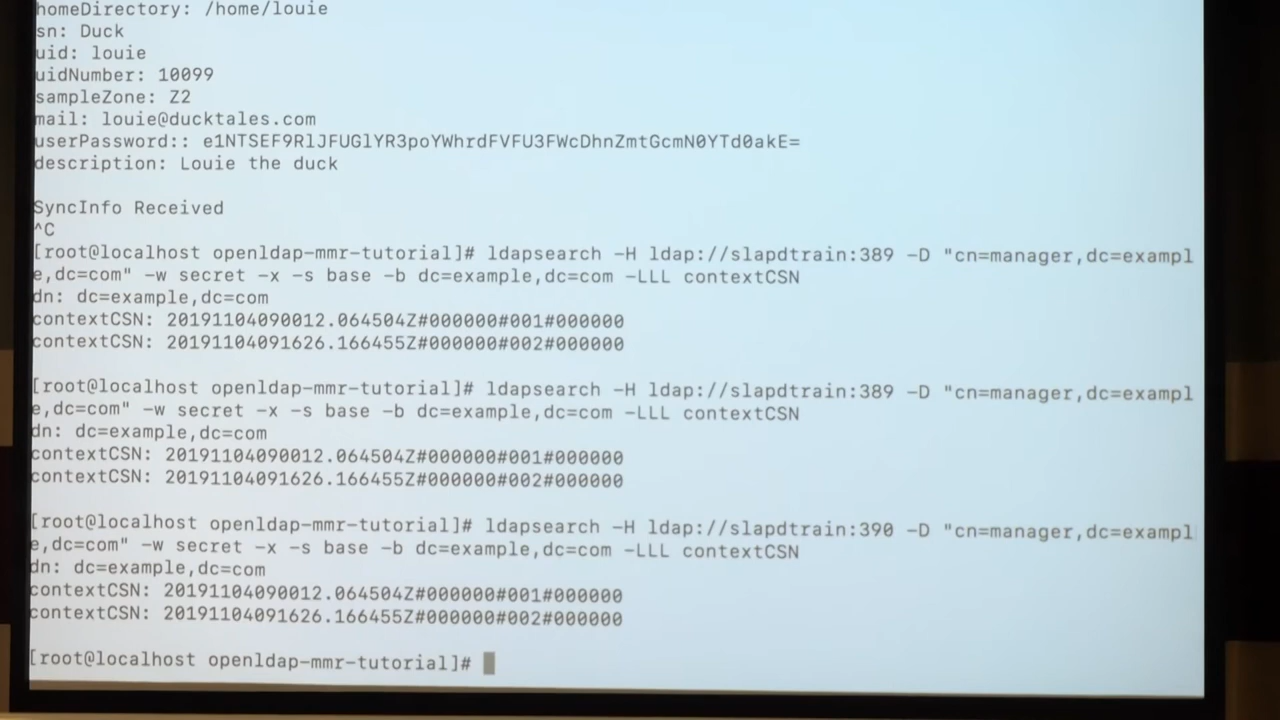 homeDirectory: /home/louie
sn: Duck
uid: louie
uidNumber: 10099
sampleZone: Z2
mail: louie@ducktales.com
userPassword:: e1NTSEF9RlJFUGlYR3poYWhrdFVFU3FWcDhnZmtGcmN0YTd0akE=
description: Louie the duck
SyncInfo Received
^C
[root@localhost openldap-mmr-tutorial]# ldapsearch -H ldap://slapdtrain:389 -D "cn=manager,dc=exampl
e,dc=com" -w secret -x -s base -b dc=example,dc=com -LLL contextCSN
dn: dc=example,dc=com
contextCSN: 20191104090012.064504Z#000000#001#000000
contextCSN: 20191104091626.166455Z#000000#002#000000
[root@localhost openldap-mmr-tutorial]# ldapsearch -H ldap://slapdtrain:389 -D "cn=manager,dc=exampl
e,dc=com" -w secret -x -s base -b dc=example,dc=com -LLL contextCSN
dn: dc=example,dc=com
contextCSN: 20191104090012.064504Z#000000#001#000000
contextCSN: 20191104091626.166455Z#000000#002#000000
[root@localhost openldap-mmr-tutorial]# ldapsearch -H ldap://slapdtrain:390 -D "cn=manager,dc=exampl
e,dc=com" -w secret -x -s base -b dc=example,dc=com -LLL contextCSN
dn: dc=example,dc=com
contextCSN: 20191104090012.064504Z#000000#001#000000
contextCSN: 20191104091626.166455Z#000000#002#000000
[root@localhost openldap-mmr-tutorial]#